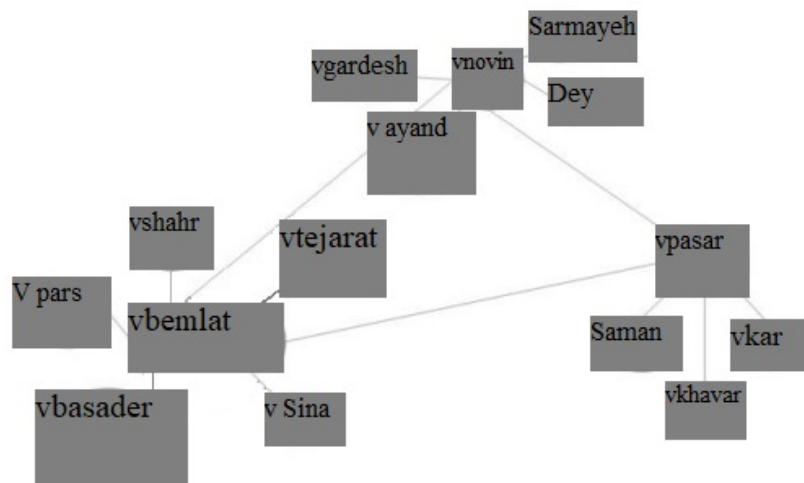 Sarmayeh
vgardesh
vnovin
Dey
v ayand
vshahr
vtejarat
vpasar
V pars
vbemlat
Saman
vkar
vkhavar
vbasader
v Sina